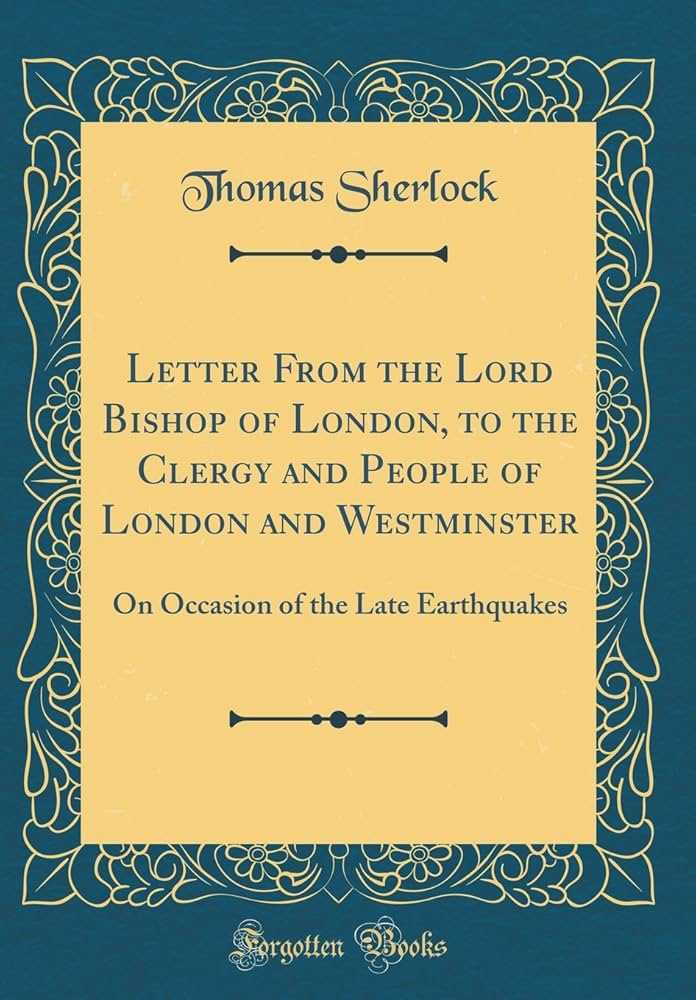 Thomas Sherlock
Letter From the Lord
Bishop of London, to the
Clergy and People of
London and Westminster
On Occasion of the Late Earthquakes
Forgotten Books